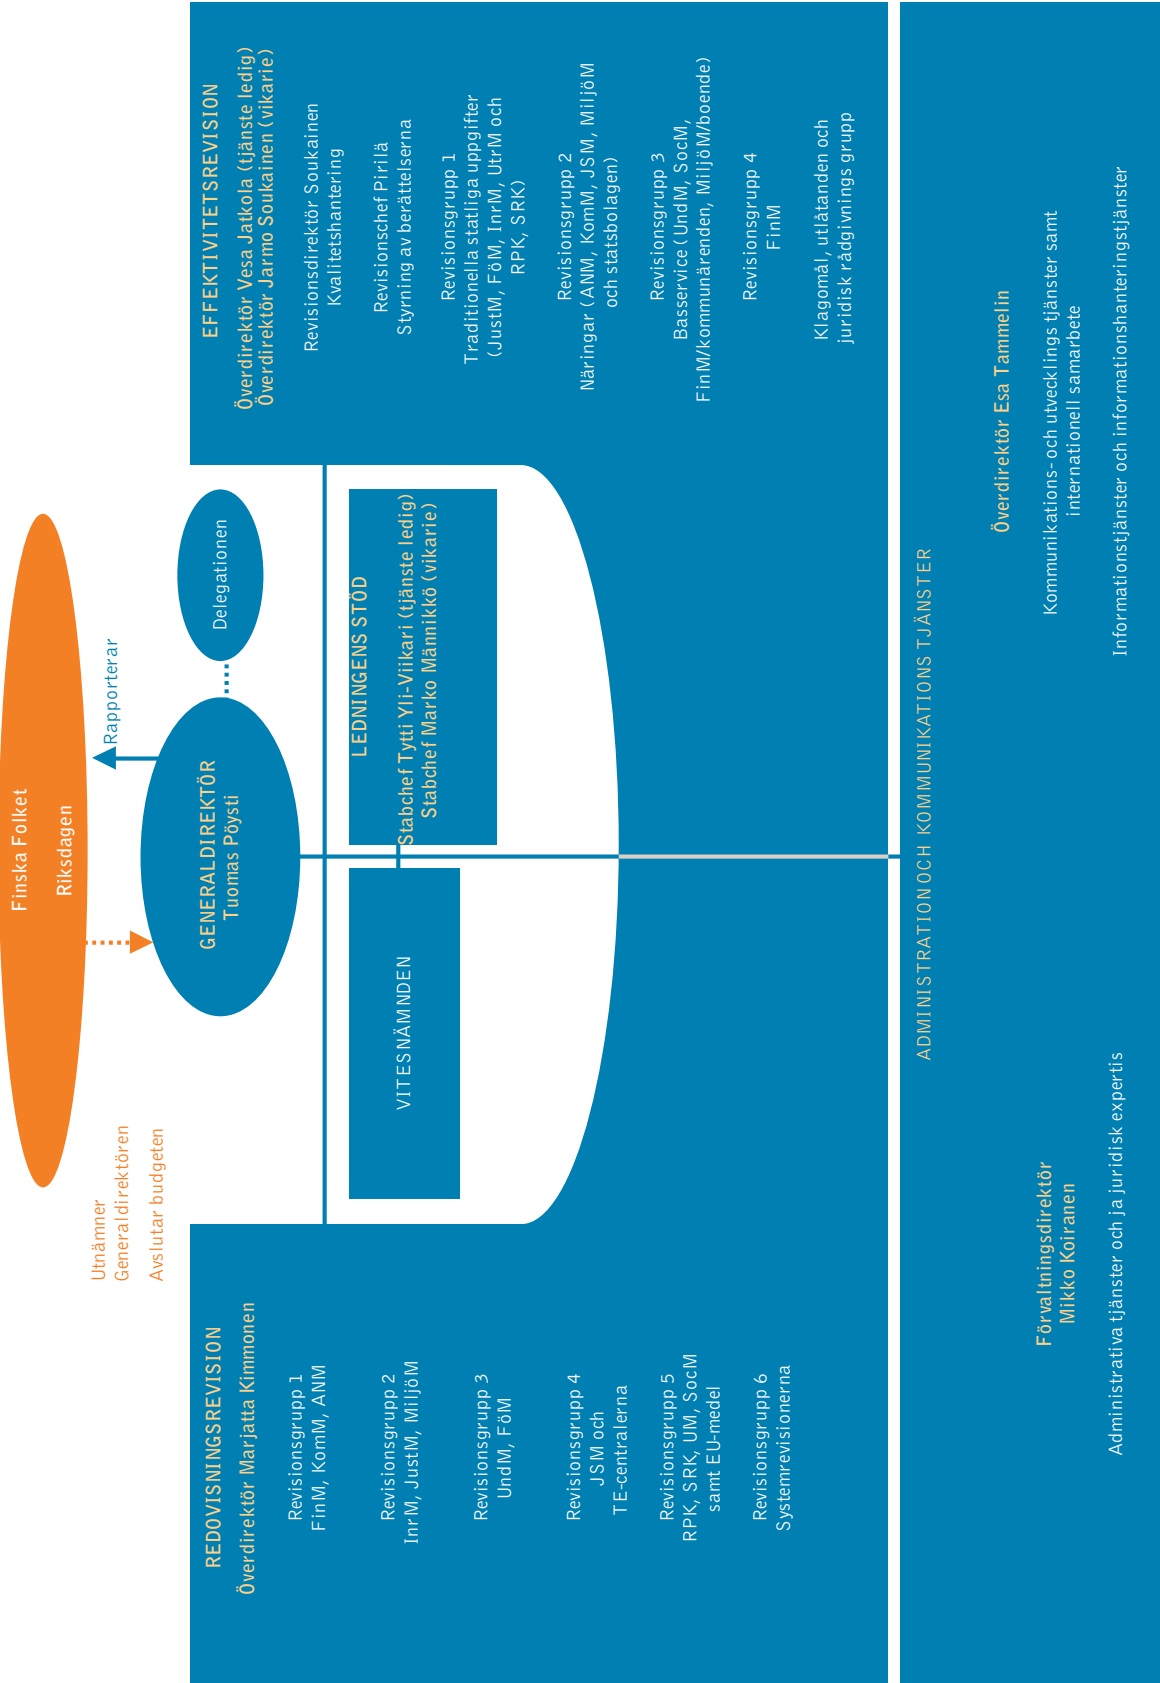 Finska Folket
Riksdagen
Utnämner
Generaldirektören
Avslutar budgeten
Rapporterar
GENERALDIREKTÖR
Tuomas Pöysti
Delegationen
REDOVISNINGSREVISION
Överdirektör Marjatta Kimmonen
Revisionsgrupp 1
FinM, KomM, ANM
Revisionsgrupp 2
InrM, JustM, MiljöM
Revisionsgrupp 3
UndM, FöM
Revisionsgrupp 4
JSM och
TE-centralerna
Revisionsgrupp 5
RPK, SRK, UM, SocM
samt EU-medel
Revisionsgrupp 6
Systemrevisionerna
VITESNÄMNDEN
LEDNINGENS STÖD
Stabchef Tytti Yli-Viikari (tjänste ledig)
Stabchef Marko Männikkö (vikarie)
EFFEKTIVITETSREVISION
Överdirektör Vesa Jatkola (tjänste ledig)
Överdirektör Jarmo Soukainen (vikarie)
Revisionsdirektör Soukainen
Kvalitetshantering
Revisionschef Pirilä
Styrning av berättelserna
Revisionsgrupp 1
Traditionella statliga uppgifter
(JustM, FöM, InrM, UtrM och
RPK, SRK)
Revisionsgrupp 2
Näringar (ANM, KomM, JSM, MiljöM
och statsbolagen)
Revisionsgrupp 3
Basservice (UndM, SocM,
FinM/kommunärenden, MiljöM/boende)
Revisionsgrupp 4
FinM
Klagomål, utlåtanden och
juridisk rådgivnings grupp
ADMINISTRATION OCH KOMMUNIKATIONS TJÄNSTER
Förvaltningsdirektör
Mikko Koiranen
Administrativa tjänster och ja juridisk expertis
Överdirektör Esa Tammelin
Kommunikations- och utvecklings tjänster samt
internationell samarbete
Informationstjänster och informationshanteringstjänster